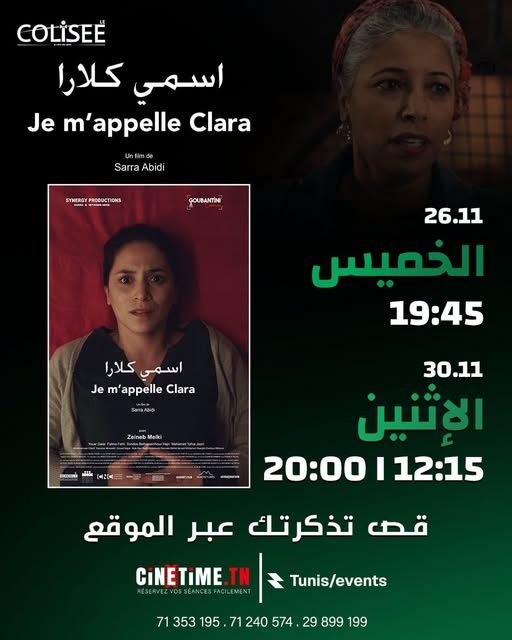 LE
COLISEE
اسمي كلارا
Je m'appelle Clara
Un film de
Sarra Abidi
SYNERGY PRODUCTIONS
GOUBANTINI
اسمي كلارا
Je m'appelle Clara
Un film de
Sarra Abidi
avec
Zeineb Melki
CNC
26.11
الخميس
19:45
30.11
الإثنين
20:00 | 12:15
قص تذكرتك عبر الموقع
CiNETiME.TN
RÉSERVEZ VOS SÉANCES FACILEMENT
Tunis/events
71 353 195 . 71 240 574 . 29 899 199